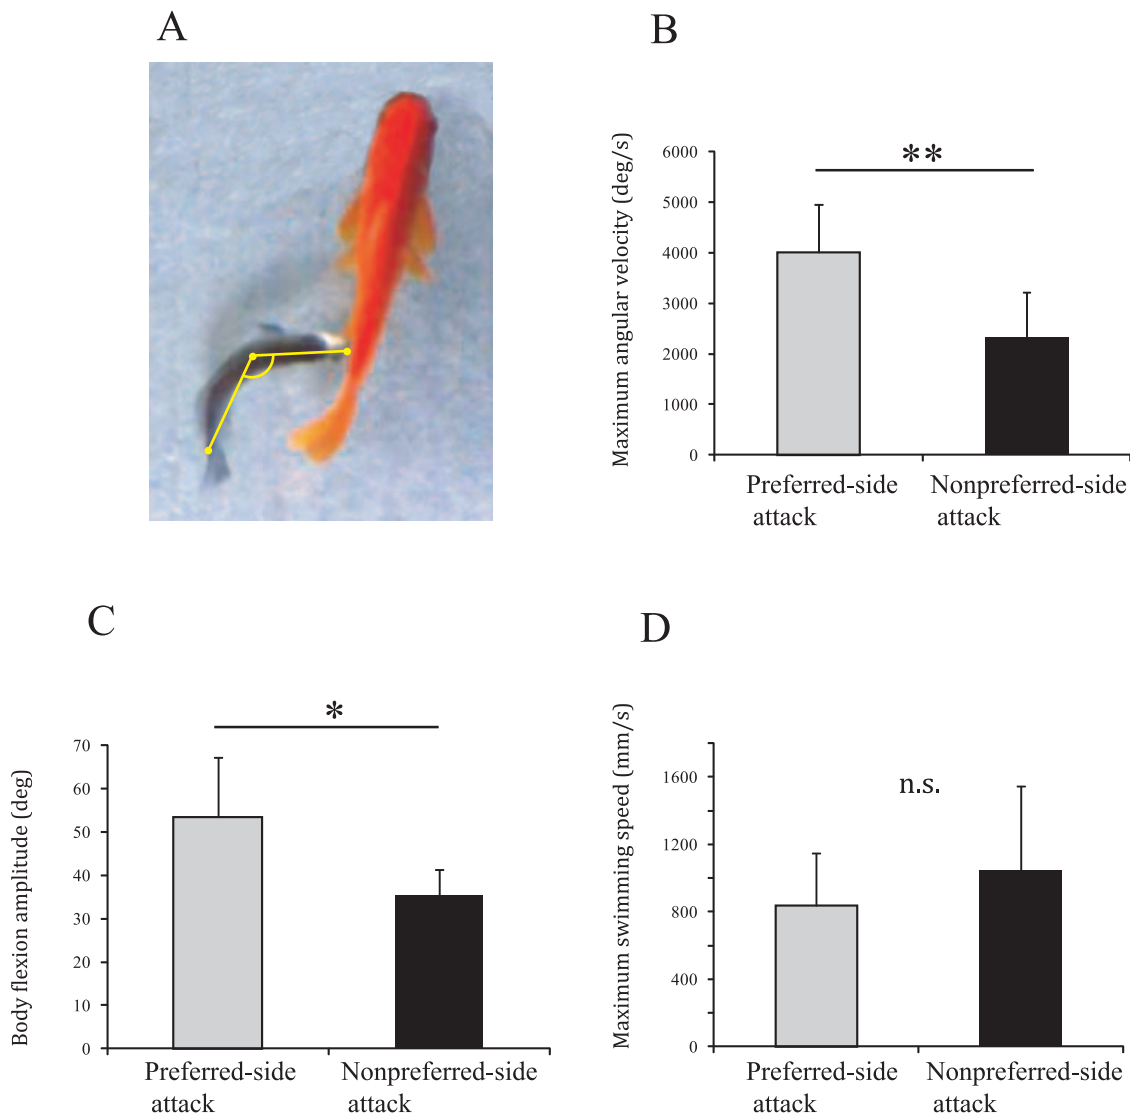 A
B
Maximum angular velocity (deg/s)
6000
5000
4000
3000
2000
1000
0
**
Preferred-side
attack
Nonpreferred-side
attack
C
Body flexion amplitude (deg)
70
60
50
40
30
20
10
0
*
Preferred-side
attack
Nonpreferred-side
attack
D
Maximum swimming speed (mm/s)
1600
1200
800
400
0
n.s.
Preferred-side
attack
Nonpreferred-side
attack